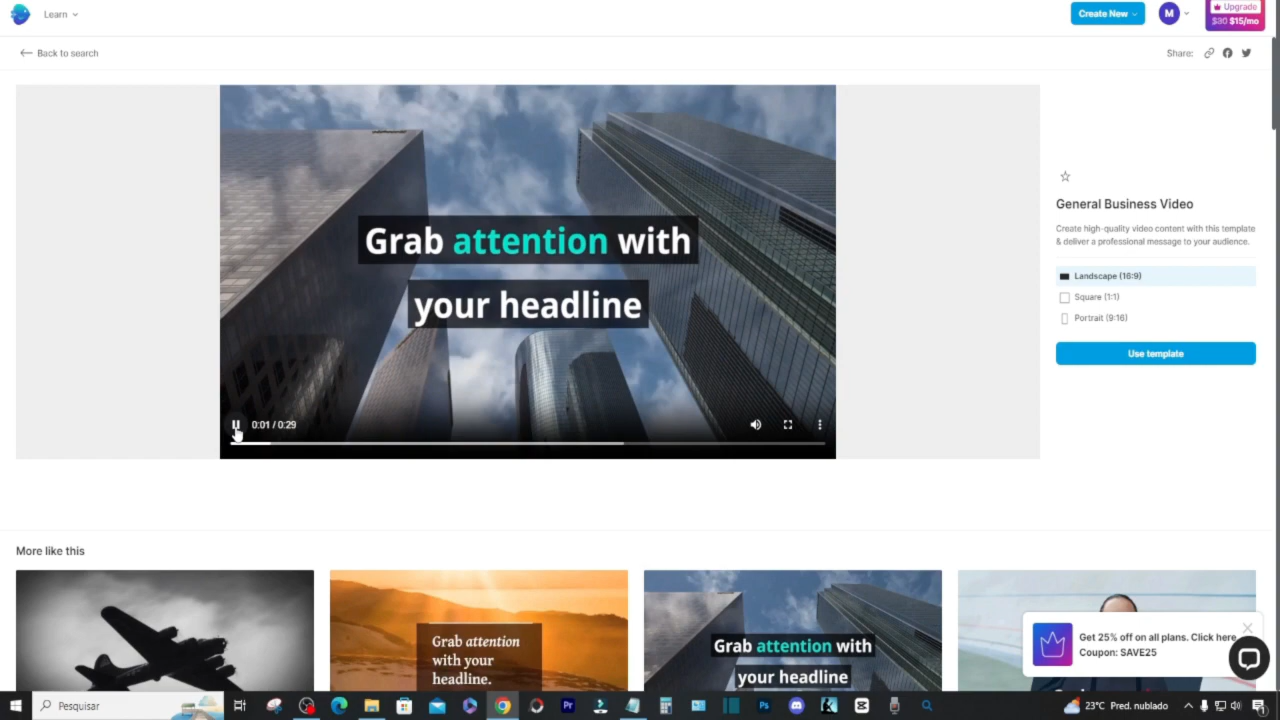 Learn
Create New
M
Upgrade
$30 $15/mo
Back to search
Share:
Grab attention with
your headline
0:01 / 0:29
General Business Video
Create high-quality video content with this template
& deliver a professional message to your audience.
Landscape (16:9)
Square (1:1)
Portrait (9:16)
Use template
More like this
Grab attention
with your
headline.
Grab attention with
your headline
Get 25% off on all plans. Click here
Coupon: SAVE25
Pesquisar
Pr
Ps
23°C Pred. nublado